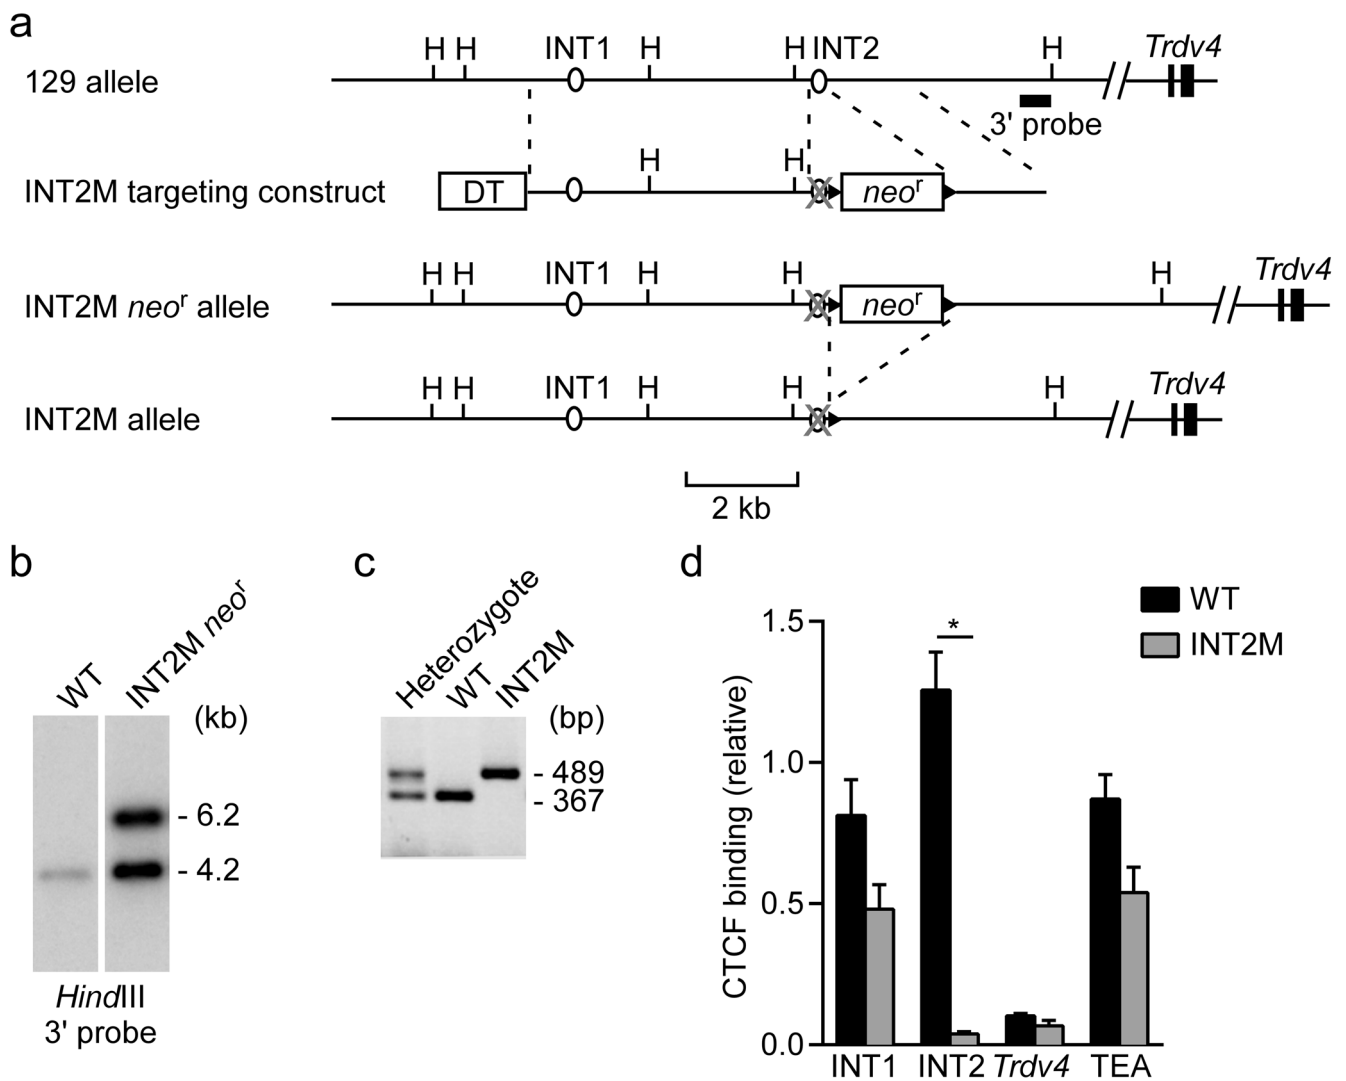 a
H H INT1 H H INT2 H Trdv4
129 allele
3' probe
H H
INT2M targeting construct DT neoʳ
H H INT1 H H H Trdv4
INT2M neoʳ allele neoʳ
H H INT1 H H H Trdv4
INT2M allele
2 kb
b
WT INT2M neoʳ
(kb)
- 6.2
- 4.2
HindIII
3' probe
c
Heterozygote WT INT2M
(bp)
- 489
- 367
d
WT
INT2M
CTCF binding (relative)
1.5
1.0
0.5
0.0
*
INT1 INT2 Trdv4 TEA